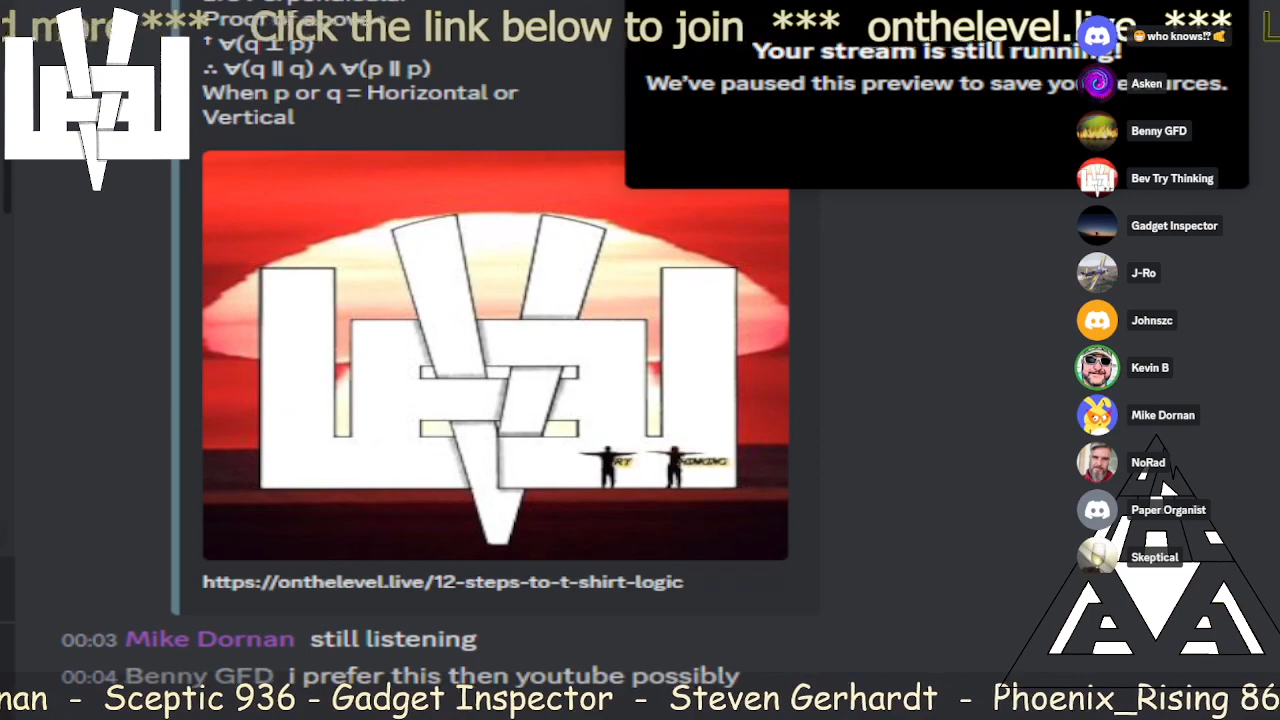 d more *** Click the link below to join *** onthelevel.live ***
Proof of above
† ∀(q ⊥ p)
∴ ∀(q ∥ q) ∧ ∀(p ∥ p)
When p or q = Horizontal or
Vertical
Your stream is still running!
We've paused this preview to save your resources.
who knows!?
Asken
Benny GFD
Bev Try Thinking
Gadget Inspector
J-Ro
Johnszc
Kevin B
Mike Dornan
NoRad
Paper Organist
Skeptical
https://onthelevel.live/12-steps-to-t-shirt-logic
00:03 Mike Dornan still listening
00:04 Benny GFD i prefer this then youtube possibly
nan - Sceptic 936 - Gadget Inspector - Steven Gerhardt - Phoenix_Rising 86